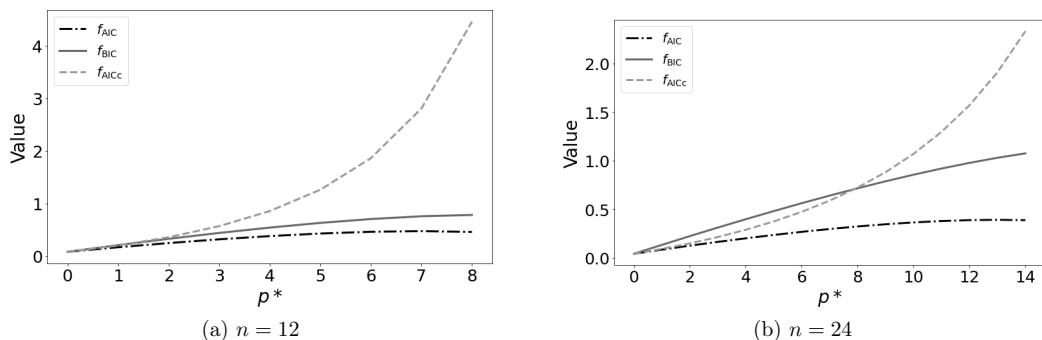 f_AIC
f_BIC
f_AICc
Value
4
3
2
1
0
0 1 2 3 4 5 6 7 8
p *
(a) n = 12
f_AIC
f_BIC
f_AICc
Value
2.0
1.5
1.0
0.5
0.0
0 2 4 6 8 10 12 14
p *
(b) n = 24